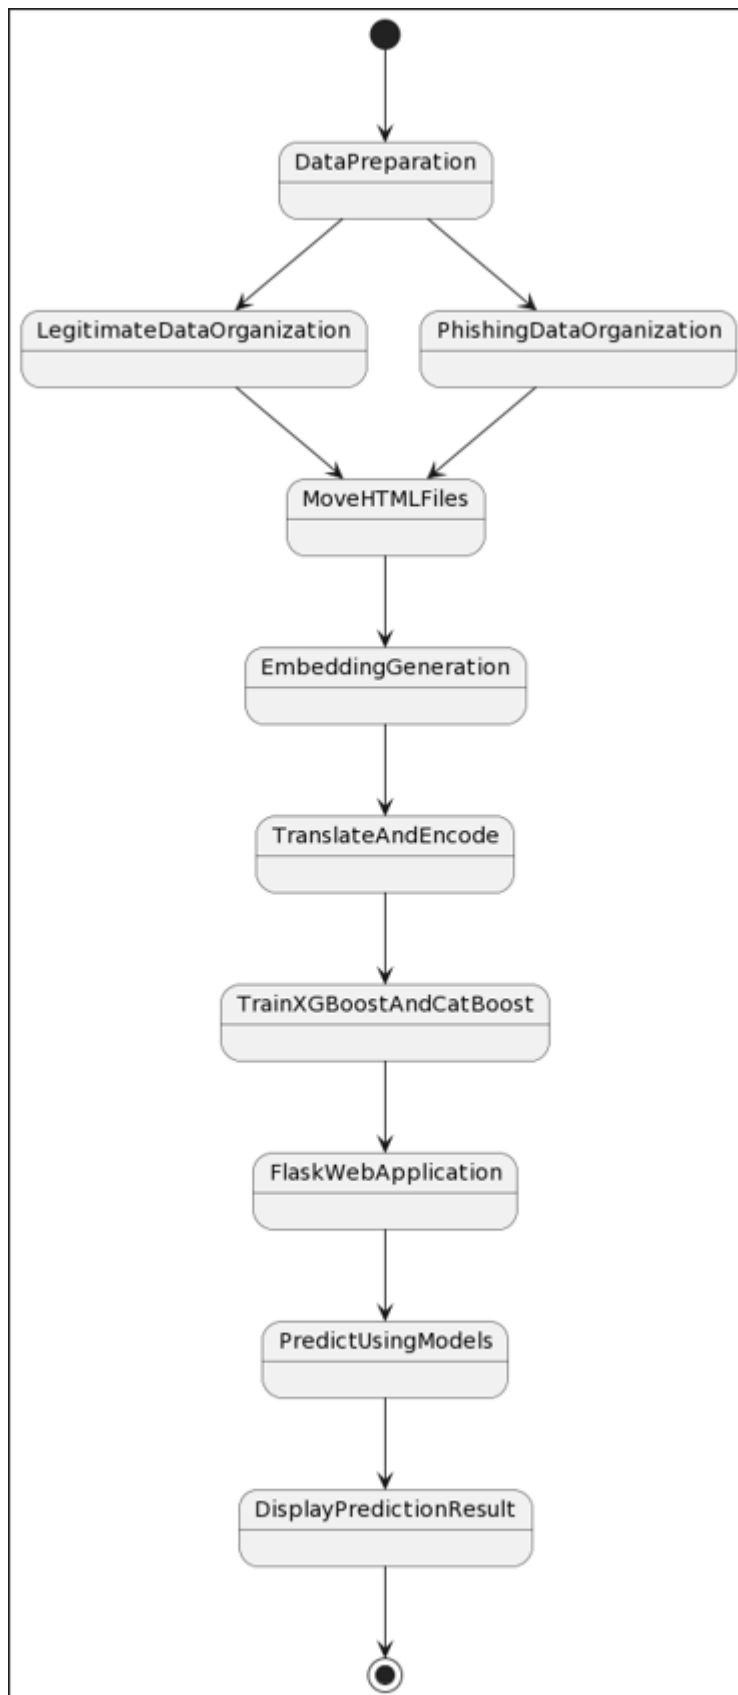 DataPreparation
LegitimateDataOrganization
PhishingDataOrganization
MoveHTMLFiles
EmbeddingGeneration
TranslateAndEncode
TrainXGBoostAndCatBoost
FlaskWebApplication
PredictUsingModels
DisplayPredictionResult